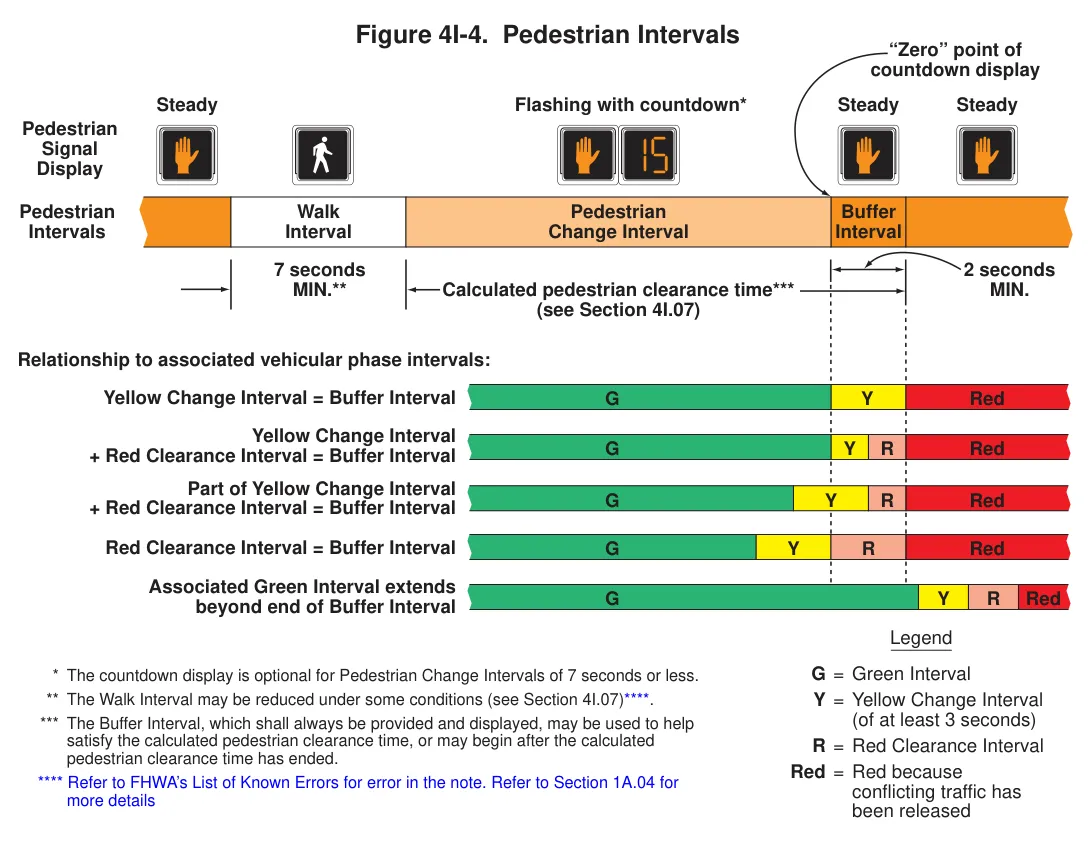 Figure 4I-4.  Pedestrian Intervals
“Zero” point of
countdown display
Steady
Flashing with countdown*
Steady
Steady
Pedestrian
Signal
Display
15
Pedestrian
Intervals
Walk
Interval
Pedestrian
Change Interval
Buffer
Interval
7 seconds
MIN.**
Calculated pedestrian clearance time***
(see Section 4I.07)
2 seconds
MIN.
Relationship to associated vehicular phase intervals:
Yellow Change Interval = Buffer Interval
G Y Red
Yellow Change Interval
+ Red Clearance Interval = Buffer Interval
G Y R Red
Part of Yellow Change Interval
+ Red Clearance Interval = Buffer Interval
G Y R Red
Red Clearance Interval = Buffer Interval
G Y R Red
Associated Green Interval extends
beyond end of Buffer Interval
G Y R Red
* The countdown display is optional for Pedestrian Change Intervals of 7 seconds or less.
** The Walk Interval may be reduced under some conditions (see Section 4I.07)****.
*** The Buffer Interval, which shall always be provided and displayed, may be used to help
satisfy the calculated pedestrian clearance time, or may begin after the calculated
pedestrian clearance time has ended.
**** Refer to FHWA’s List of Known Errors for error in the note. Refer to Section 1A.04 for
more details
Legend
G = Green Interval
Y = Yellow Change Interval
(of at least 3 seconds)
R = Red Clearance Interval
Red = Red because
conflicting traffic has
been released